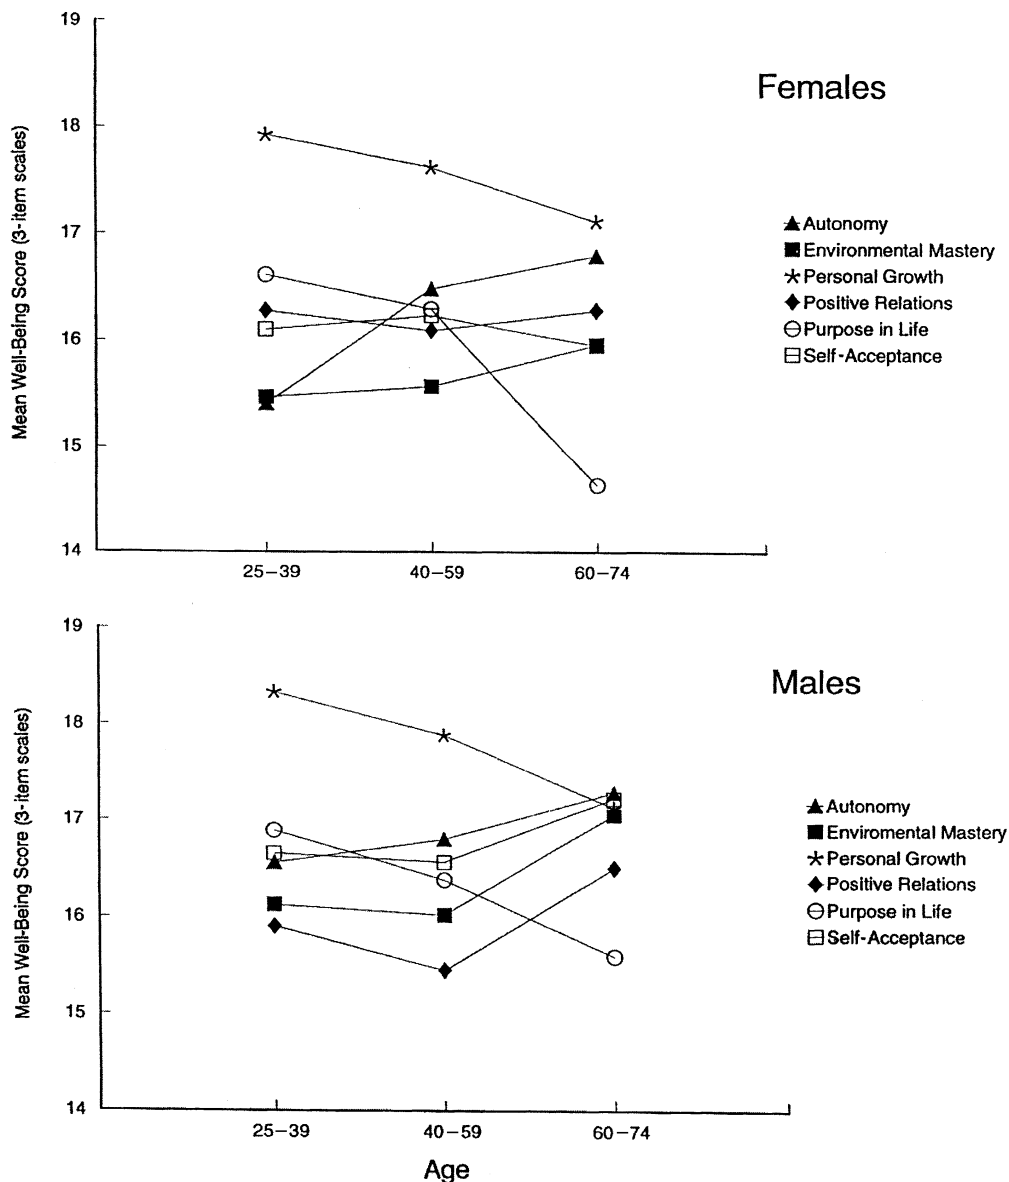 19
Females
18
17
16
15
14
Mean Well-Being Score (3-item scales)
Autonomy
Environmental Mastery
Personal Growth
Positive Relations
Purpose in Life
Self-Acceptance
25–39
40–59
60–74
19
Males
18
17
16
15
14
Mean Well-Being Score (3-item scales)
Autonomy
Enviromental Mastery
Personal Growth
Positive Relations
Purpose in Life
Self-Acceptance
25–39
40–59
60–74
Age